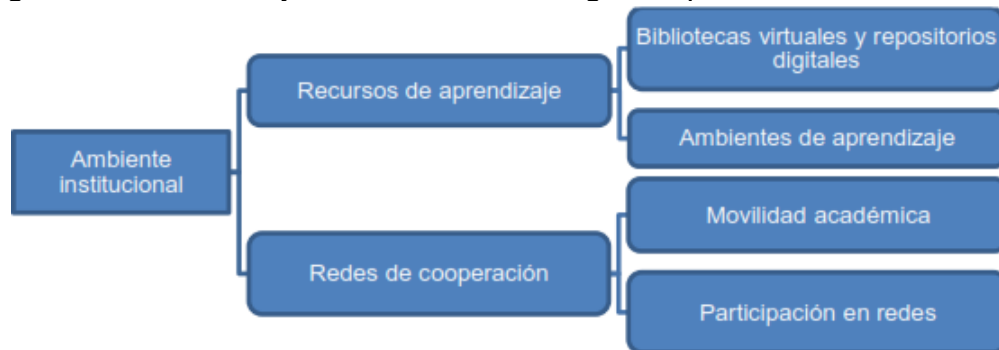 Ambiente
institucional
Recursos de aprendizaje
Bibliotecas virtuales y repositorios
digitales
Ambientes de aprendizaje
Redes de cooperación
Movilidad académica
Participación en redes